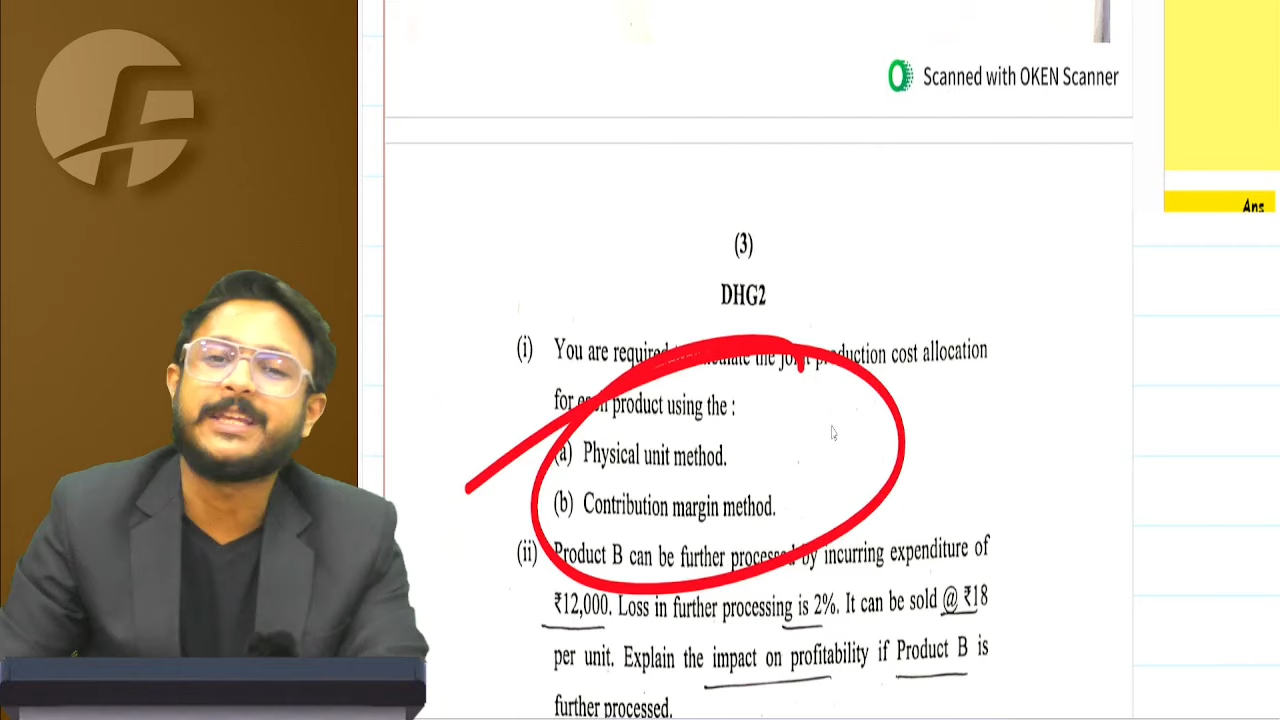 Scanned with OKEN Scanner
Ans
(3)
DHG2
(i) You are required the joint production cost allocation
for each product using the :
(a) Physical unit method.
(b) Contribution margin method.
(ii) Product B can be further processed by incurring expenditure of
₹12,000. Loss in further processing is 2%. It can be sold @ ₹18
per unit. Explain the impact on profitability if Product B is
further processed.